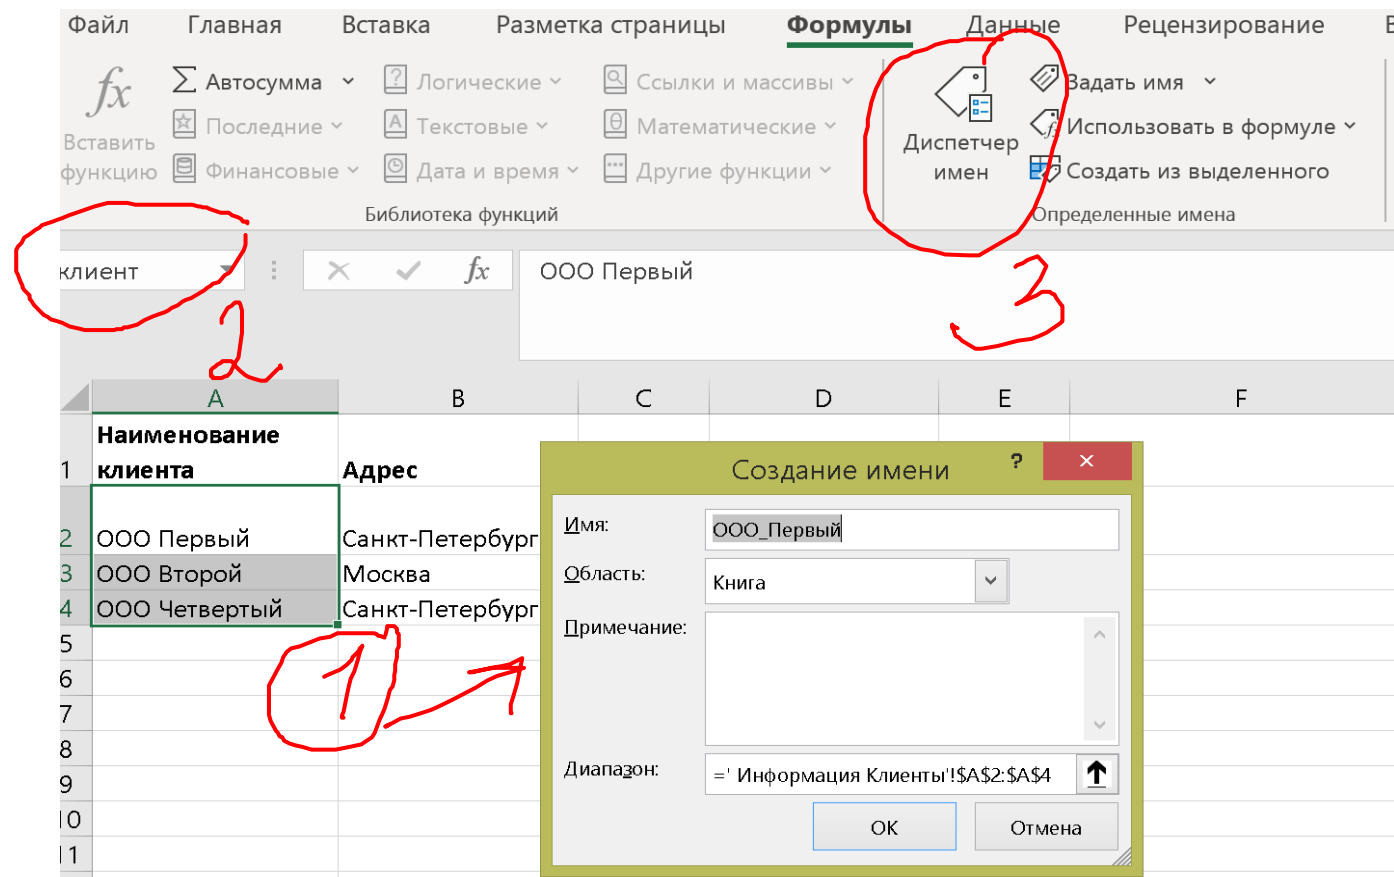 Файл Главная Вставка Разметка страницы Формулы Данные Рецензирование
fx Вставить функцию
Автосумма Логические Ссылки и массивы
Последние Текстовые Математические
Финансовые Дата и время Другие функции
Библиотека функций
Диспетчер имен
Задать имя
Использовать в формуле
Создать из выделенного
Определенные имена
клиент fx ООО Первый
2
3
A B C D E F
1 Наименование клиента Адрес
2 ООО Первый Санкт-Петербург
3 ООО Второй Москва
4 ООО Четвертый Санкт-Петербург
5
6
7
8
9
10
11
1
Создание имени ?
Имя: ООО_Первый
Область: Книга
Примечание:
Диапазон: =' Информация Клиенты'!$A$2:$A$4
ОК Отмена